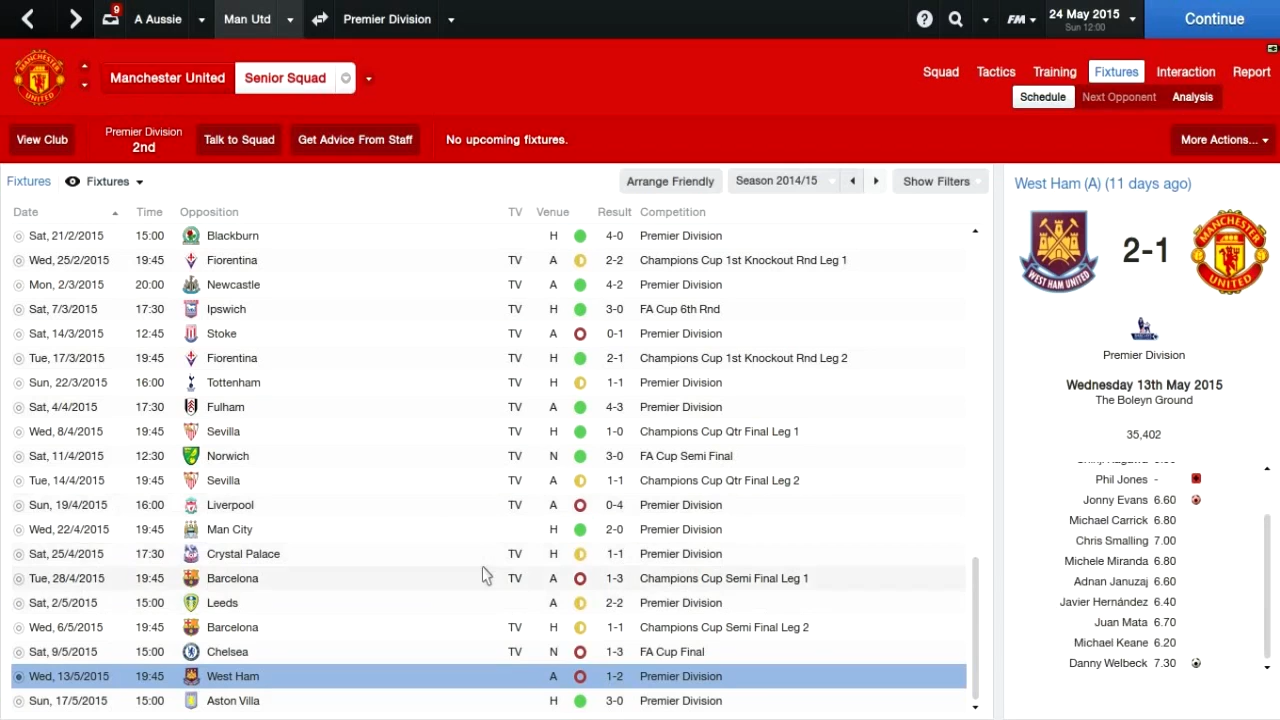 9
A Aussie
Man Utd
Premier Division
FM
24 May 2015
Sun 12:00
Continue
Manchester United
Senior Squad
Squad Tactics Training Fixtures Interaction Report
Schedule Next Opponent Analysis
View Club
Premier Division
2nd
Talk to Squad
Get Advice From Staff
No upcoming fixtures.
More Actions...
Fixtures
Fixtures
Arrange Friendly
Season 2014/15
Show Filters
Date Time Opposition TV Venue Result Competition
Sat, 21/2/2015 15:00 Blackburn H 4-0 Premier Division
Wed, 25/2/2015 19:45 Fiorentina TV A 2-2 Champions Cup 1st Knockout Rnd Leg 1
Mon, 2/3/2015 20:00 Newcastle TV A 4-2 Premier Division
Sat, 7/3/2015 17:30 Ipswich TV H 3-0 FA Cup 6th Rnd
Sat, 14/3/2015 12:45 Stoke TV A 0-1 Premier Division
Tue, 17/3/2015 19:45 Fiorentina TV H 2-1 Champions Cup 1st Knockout Rnd Leg 2
Sun, 22/3/2015 16:00 Tottenham TV H 1-1 Premier Division
Sat, 4/4/2015 17:30 Fulham TV A 4-3 Premier Division
Wed, 8/4/2015 19:45 Sevilla TV H 1-0 Champions Cup Qtr Final Leg 1
Sat, 11/4/2015 12:30 Norwich TV N 3-0 FA Cup Semi Final
Tue, 14/4/2015 19:45 Sevilla TV A 1-1 Champions Cup Qtr Final Leg 2
Sun, 19/4/2015 16:00 Liverpool TV A 0-4 Premier Division
Wed, 22/4/2015 19:45 Man City H 2-0 Premier Division
Sat, 25/4/2015 17:30 Crystal Palace TV H 1-1 Premier Division
Tue, 28/4/2015 19:45 Barcelona TV A 1-3 Champions Cup Semi Final Leg 1
Sat, 2/5/2015 15:00 Leeds A 2-2 Premier Division
Wed, 6/5/2015 19:45 Barcelona TV H 1-1 Champions Cup Semi Final Leg 2
Sat, 9/5/2015 15:00 Chelsea TV N 1-3 FA Cup Final
Wed, 13/5/2015 19:45 West Ham A 1-2 Premier Division
Sun, 17/5/2015 15:00 Aston Villa H 3-0 Premier Division
West Ham (A) (11 days ago)
WEST HAM UNITED
2-1
MANCHESTER UNITED
Premier Division
Wednesday 13th May 2015
The Boleyn Ground
35,402
Phil Jones -
Jonny Evans 6.60
Michael Carrick 6.80
Chris Smalling 7.00
Michele Miranda 6.80
Adnan Januzaj 6.60
Javier Hernández 6.40
Juan Mata 6.70
Michael Keane 6.20
Danny Welbeck 7.30